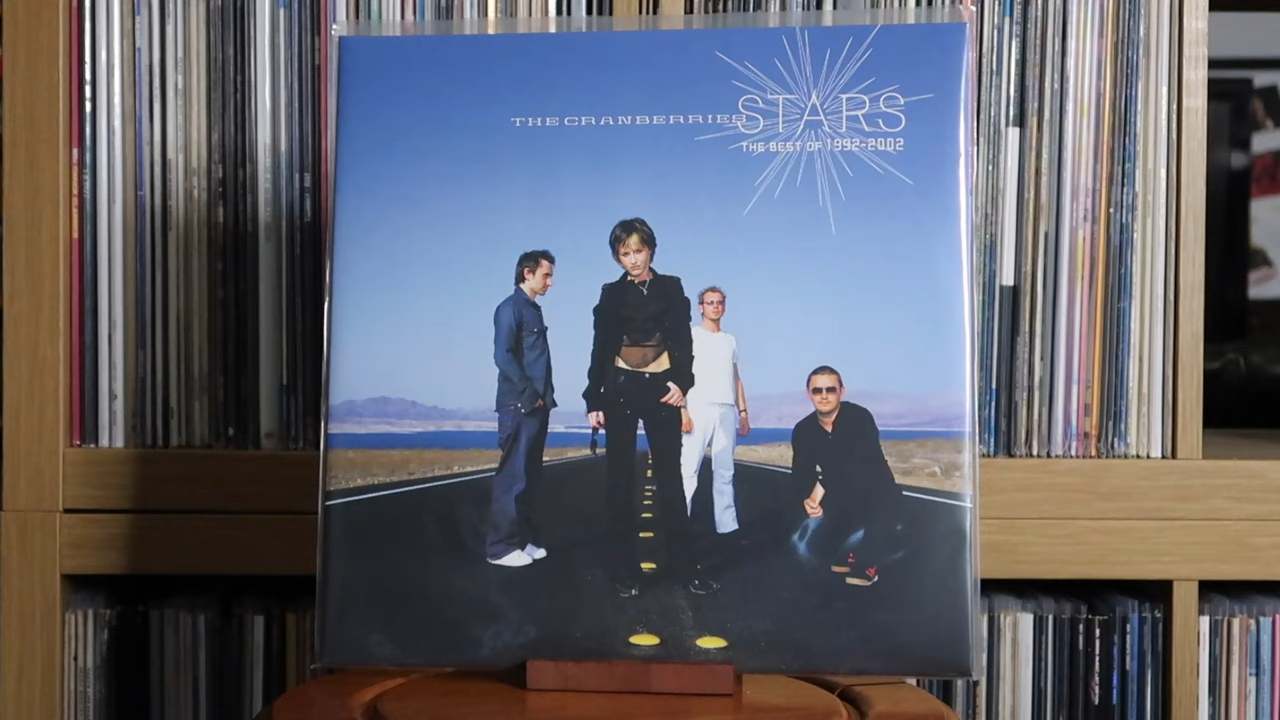 THE CRANBERRIES
STARS
THE BEST OF 1992-2002